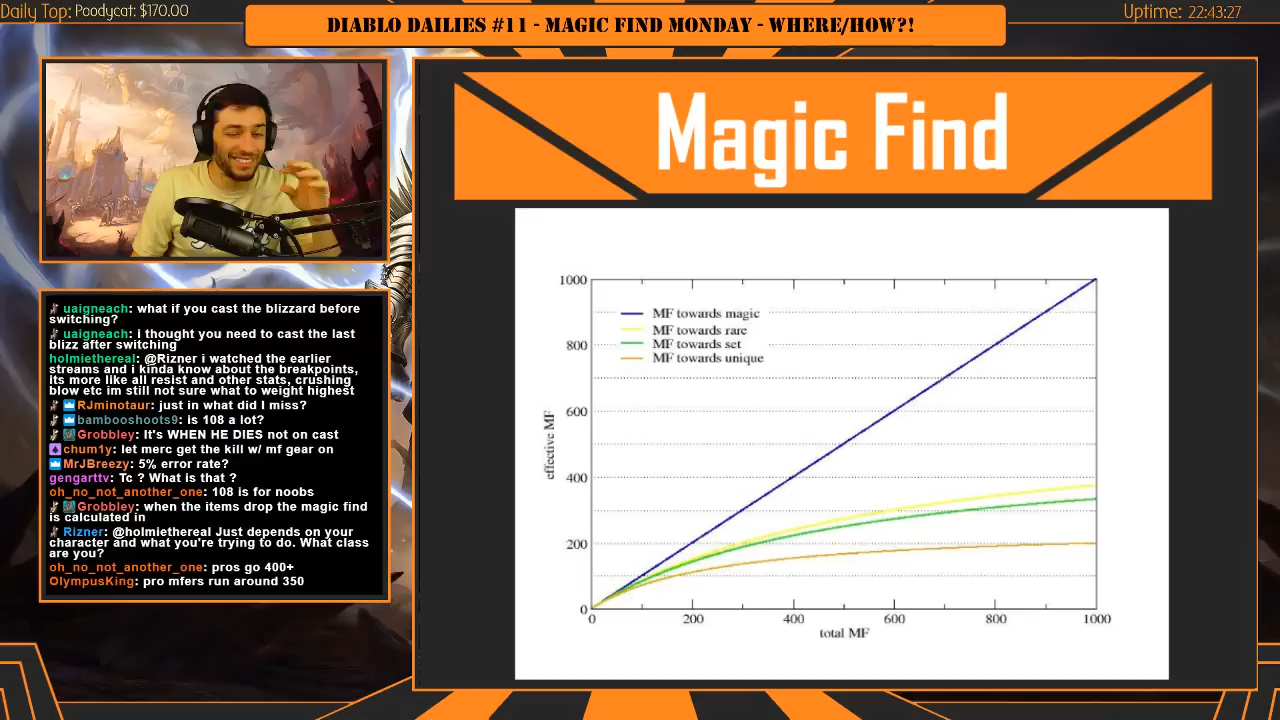 Daily Top: Poodycat: $170.00
DIABLO DAILIES #11 - MAGIC FIND MONDAY - WHERE/HOW?!
Uptime: 22:43:27
Magic Find
uaigneach: what if you cast the blizzard before
switching?
uaigneach: i thought you need to cast the last
blizz after switching
holmiethereal: @Rizner i watched the earlier
streams and i kinda know about the breakpoints,
its more like all resist and other stats, crushing
blow etc im still not sure what to weight highest
RJminotaur: just in what did I miss?
bambooshoots9: is 108 a lot?
Grobbley: It's WHEN HE DIES not on cast
chum1y: let merc get the kill w/ mf gear on
MrJBreezy: 5% error rate?
gengarttv: Tc ? What is that ?
oh_no_not_another_one: 108 is for noobs
Grobbley: when the items drop the magic find
is calculated in
Rizner: @holmiethereal Just depends on your
character and what you're trying to do. What class
are you?
oh_no_not_another_one: pros go 400+
OlympusKing: pro mfers run around 350
1000
800
600
400
200
0
effective MF
MF towards magic
MF towards rare
MF towards set
MF towards unique
0 200 400 600 800 1000
total MF